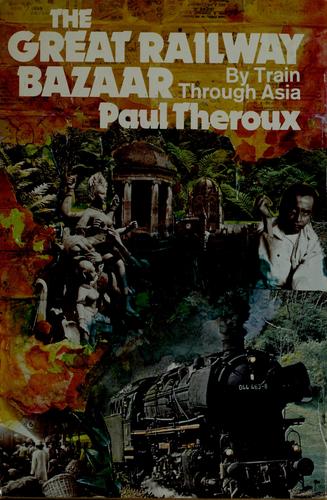 THE
GREAT RAILWAY
BAZAAR
By Train
Through Asia
Paul Theroux